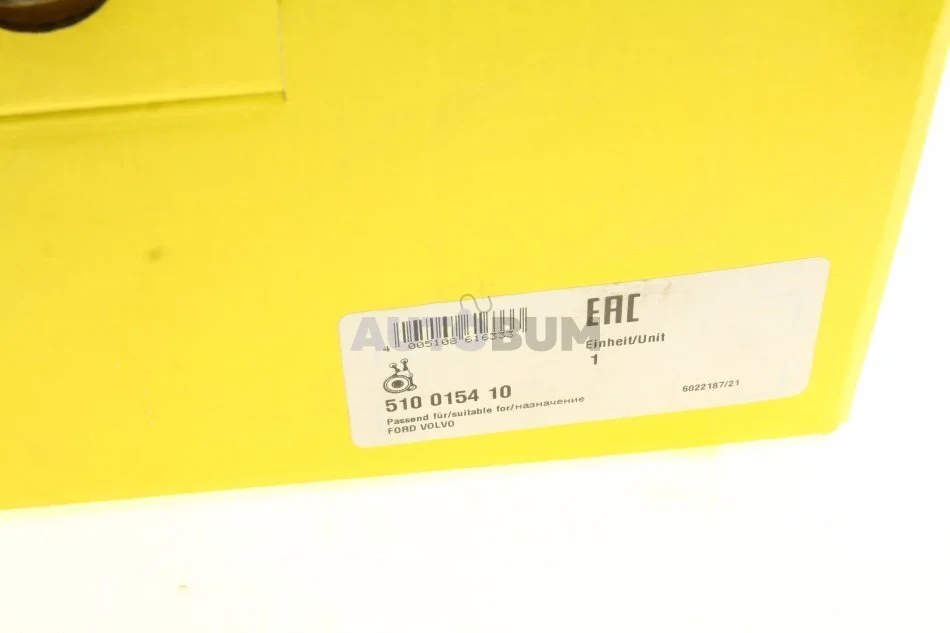 EAC
4 005108 616333
AUTOBUM
Einheit/Unit
1
510 0154 10
6022187/21
Passend für/suitable for/назначение
FORD VOLVO